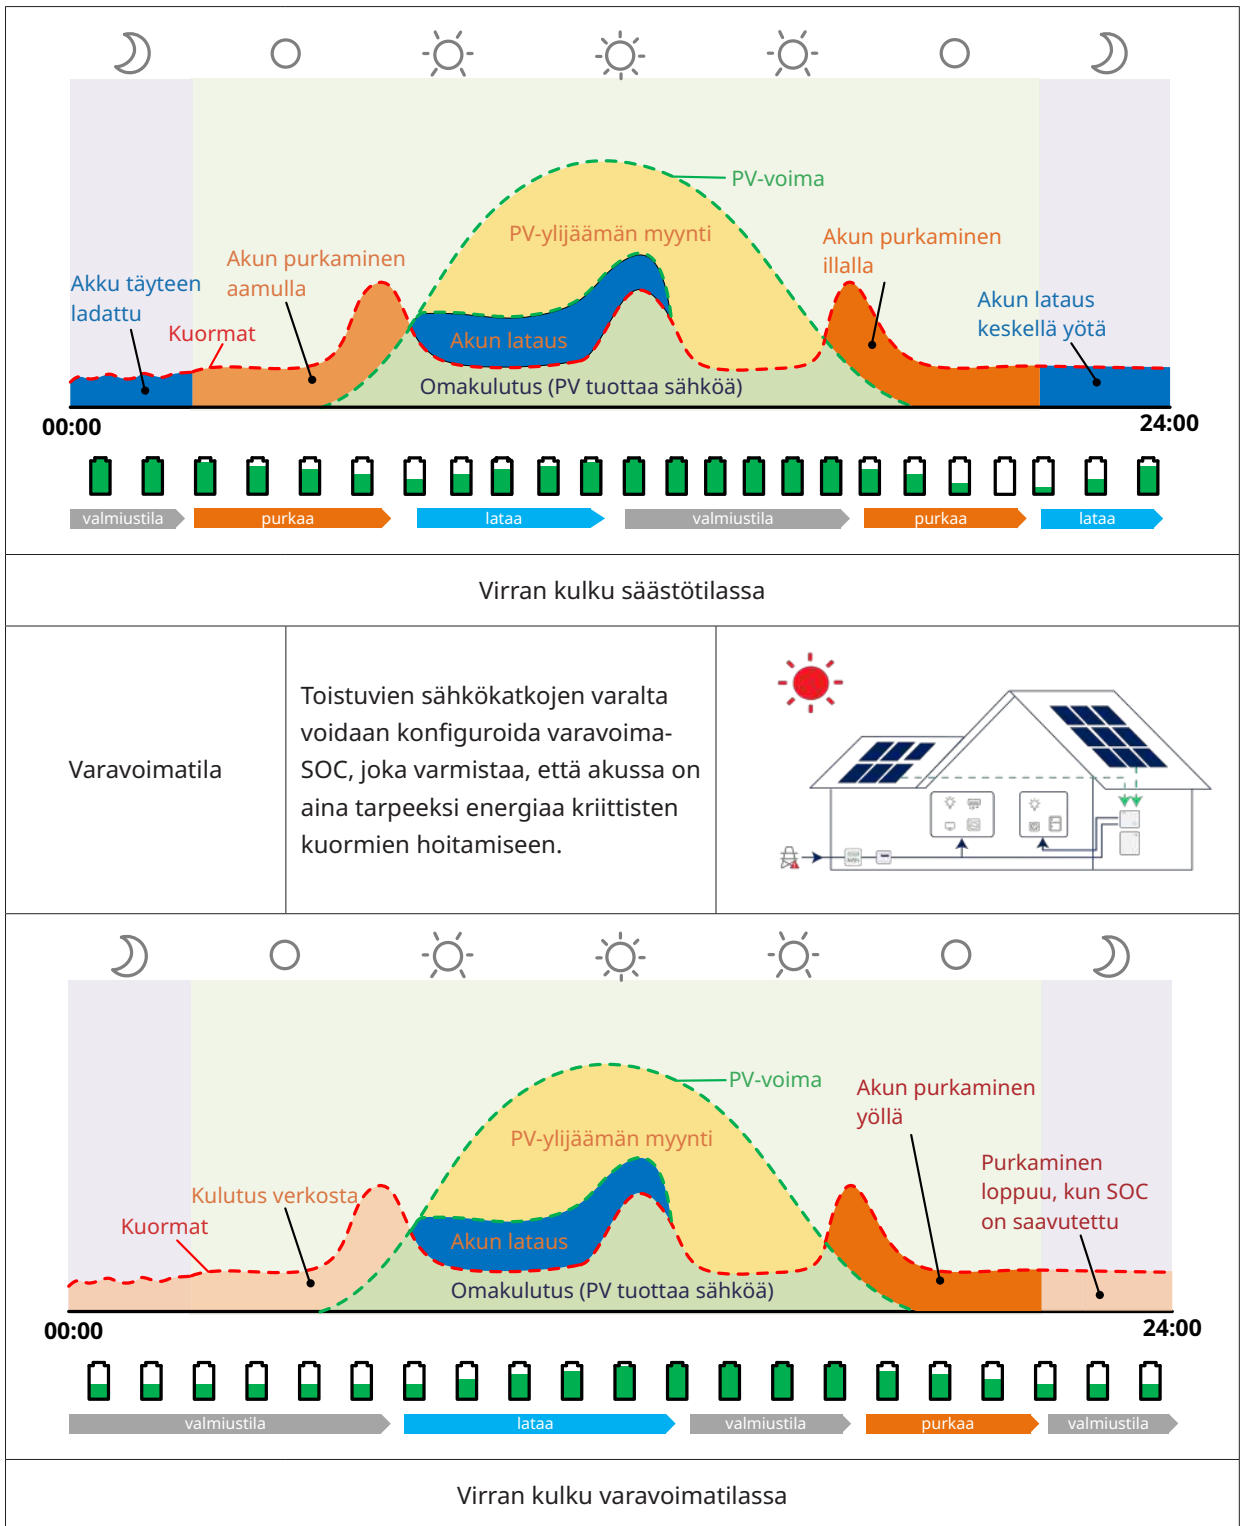 PV-voima
PV-ylijäämän myynti
Akun purkaminen
illalla
Akun purkaminen
aamulla
Akku täyteen
ladattu
Akun lataus
keskellä yötä
Kuormat
Akun lataus
Omakulutus (PV tuottaa sähköä)
00:00
24:00
valmiustila
purkaa
lataa
valmiustila
purkaa
lataa
Virran kulku säästötilassa
Varavoimatila
Toistuvien sähkökatkojen varalta
voidaan konfiguroida varavoima-
SOC, joka varmistaa, että akussa on
aina tarpeeksi energiaa kriittisten
kuormien hoitamiseen.
PV-voima
Akun purkaminen
yöllä
PV-ylijäämän myynti
Purkaminen
loppuu, kun SOC
on saavutettu
Kulutus verkosta
Kuormat
Akun lataus
Omakulutus (PV tuottaa sähköä)
00:00
24:00
valmiustila
lataa
valmiustila
purkaa
valmiustila
Virran kulku varavoimatilassa